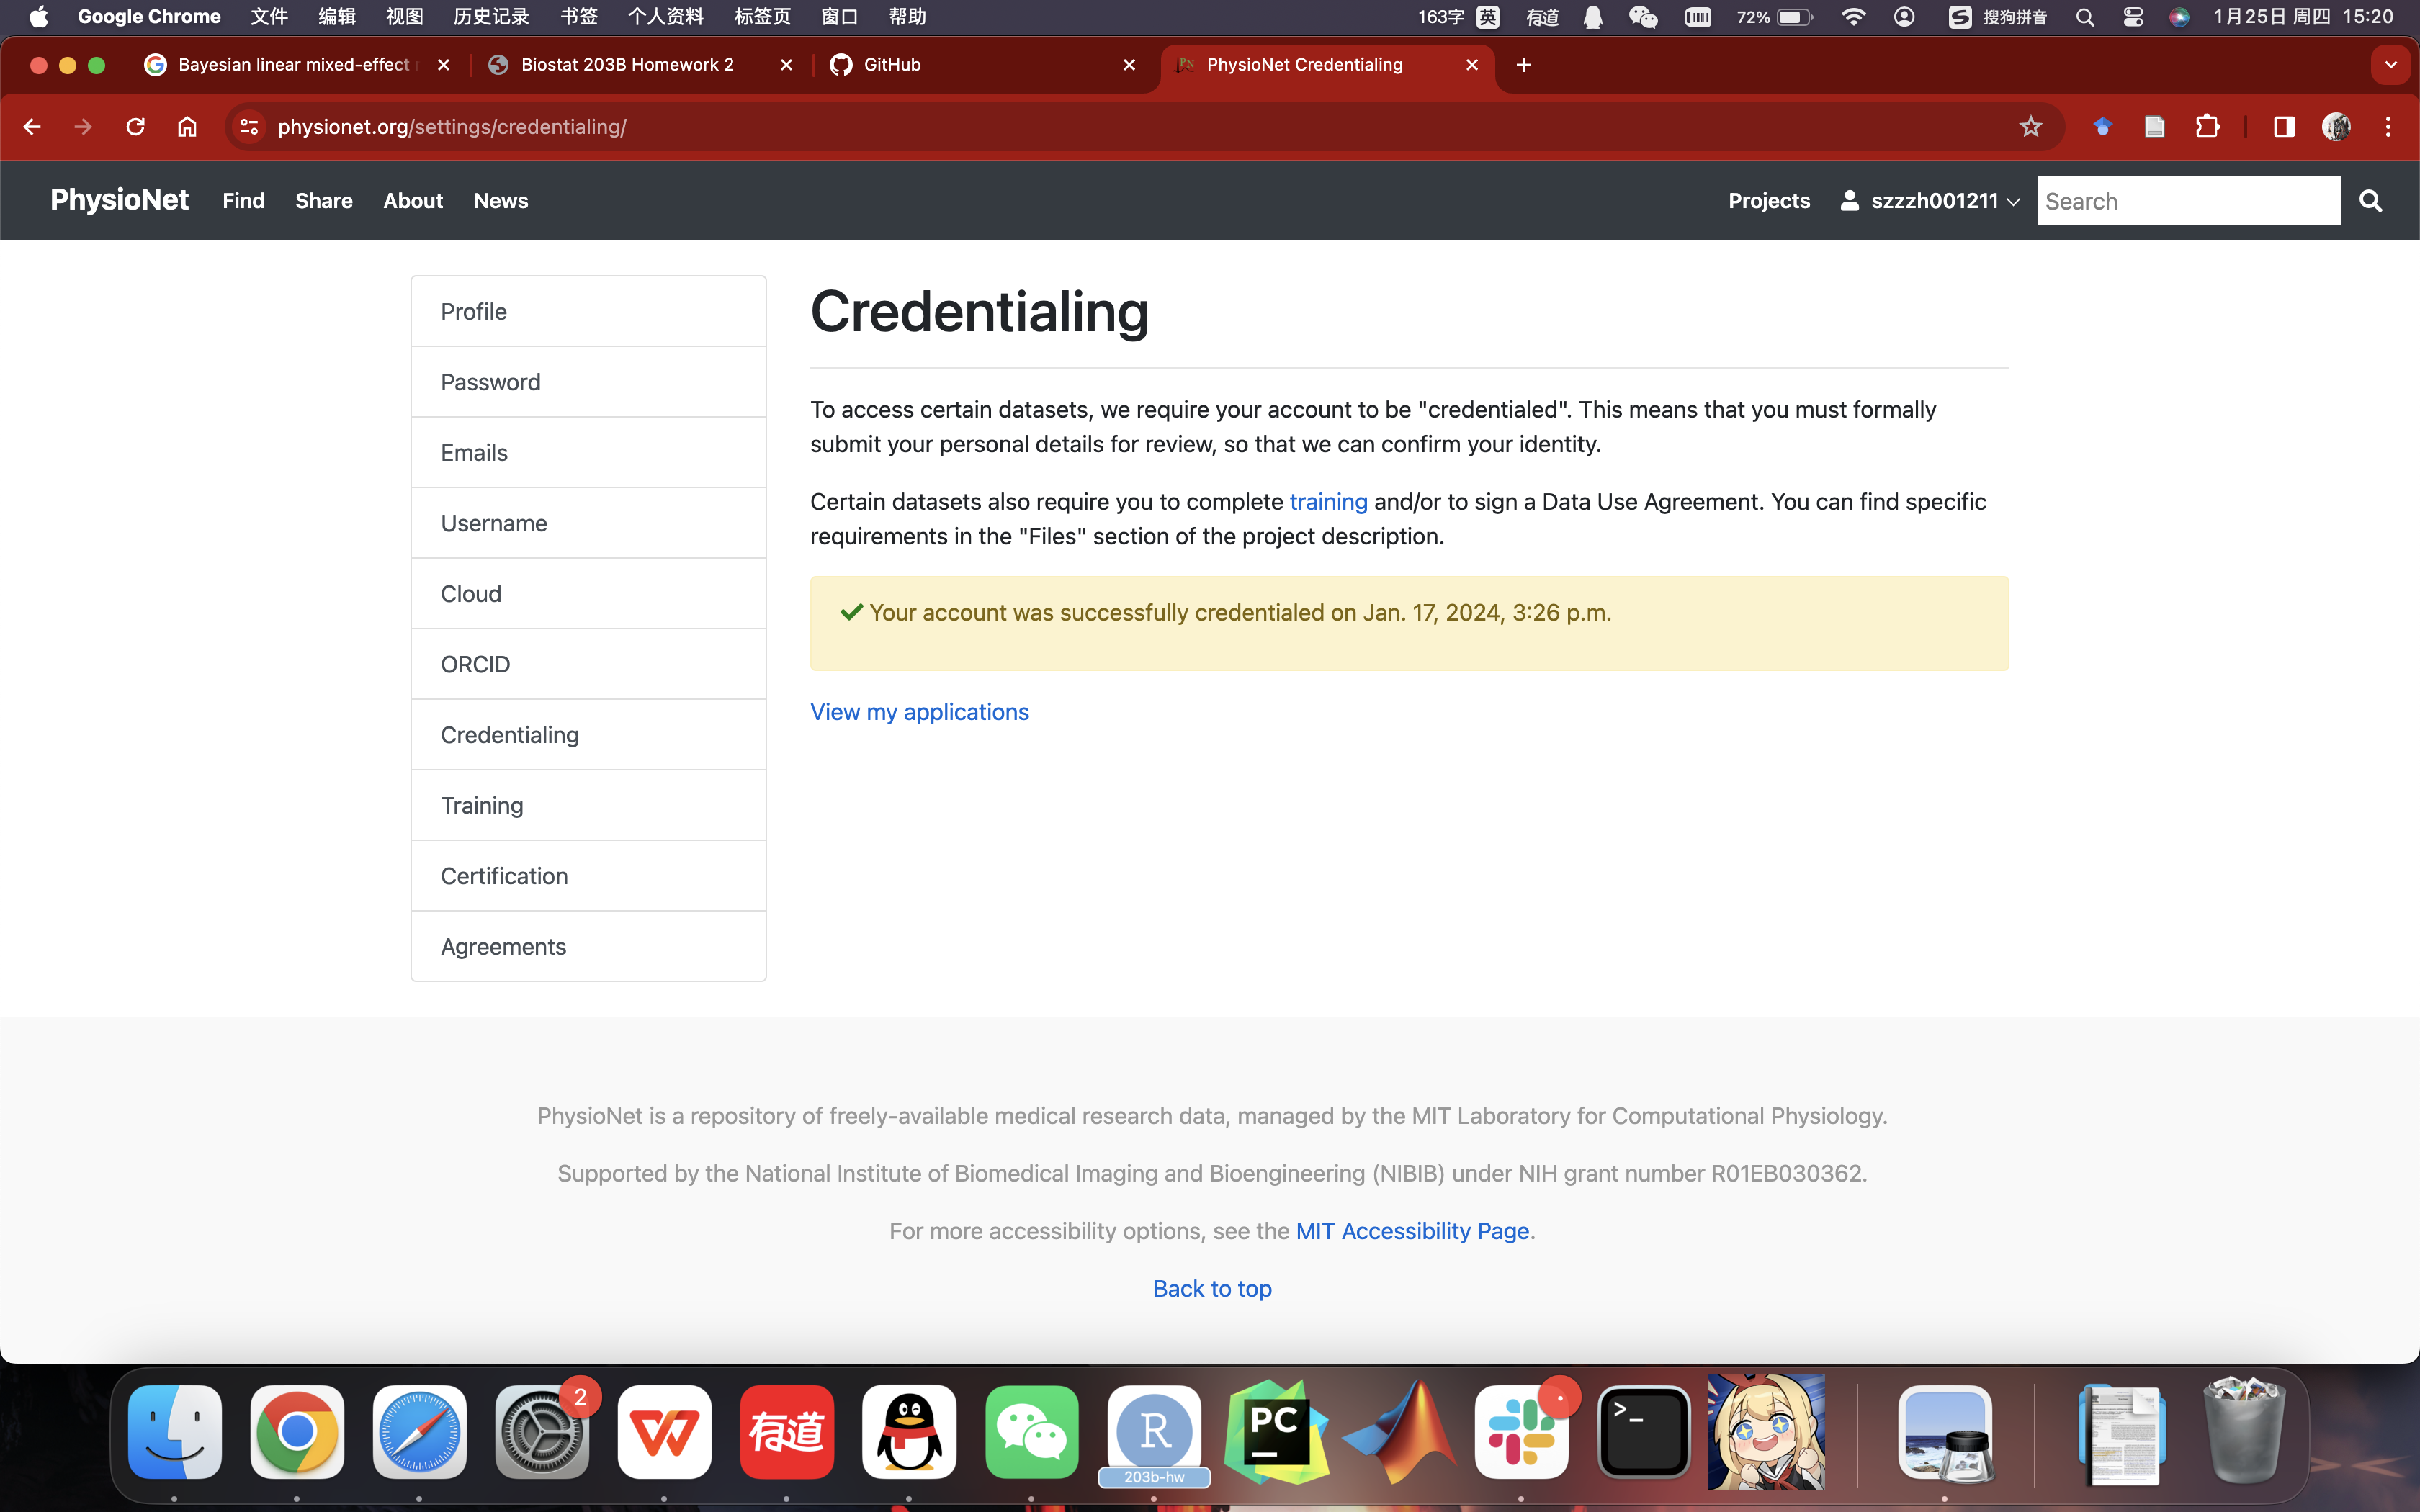 Google Chrome 文件 编辑 视图 历史记录 书签 个人资料 标签页 窗口 帮助 163字 英 有道 72% 搜狗拼音 1月25日 周四 15:20
Bayesian linear mixed-effect Biostat 203B Homework 2 GitHub PhysioNet Credentialing
physionet.org/settings/credentialing/
PhysioNet Find Share About News Projects szzzh001211 Search
Profile
Password
Emails
Username
Cloud
ORCID
Credentialing
Training
Certification
Agreements
Credentialing
To access certain datasets, we require your account to be "credentialed". This means that you must formally
submit your personal details for review, so that we can confirm your identity.
Certain datasets also require you to complete training and/or to sign a Data Use Agreement. You can find specific
requirements in the "Files" section of the project description.
Your account was successfully credentialed on Jan. 17, 2024, 3:26 p.m.
View my applications
PhysioNet is a repository of freely-available medical research data, managed by the MIT Laboratory for Computational Physiology.
Supported by the National Institute of Biomedical Imaging and Bioengineering (NIBIB) under NIH grant number R01EB030362.
For more accessibility options, see the MIT Accessibility Page.
Back to top
2 有道 R PC >_
203b-hw